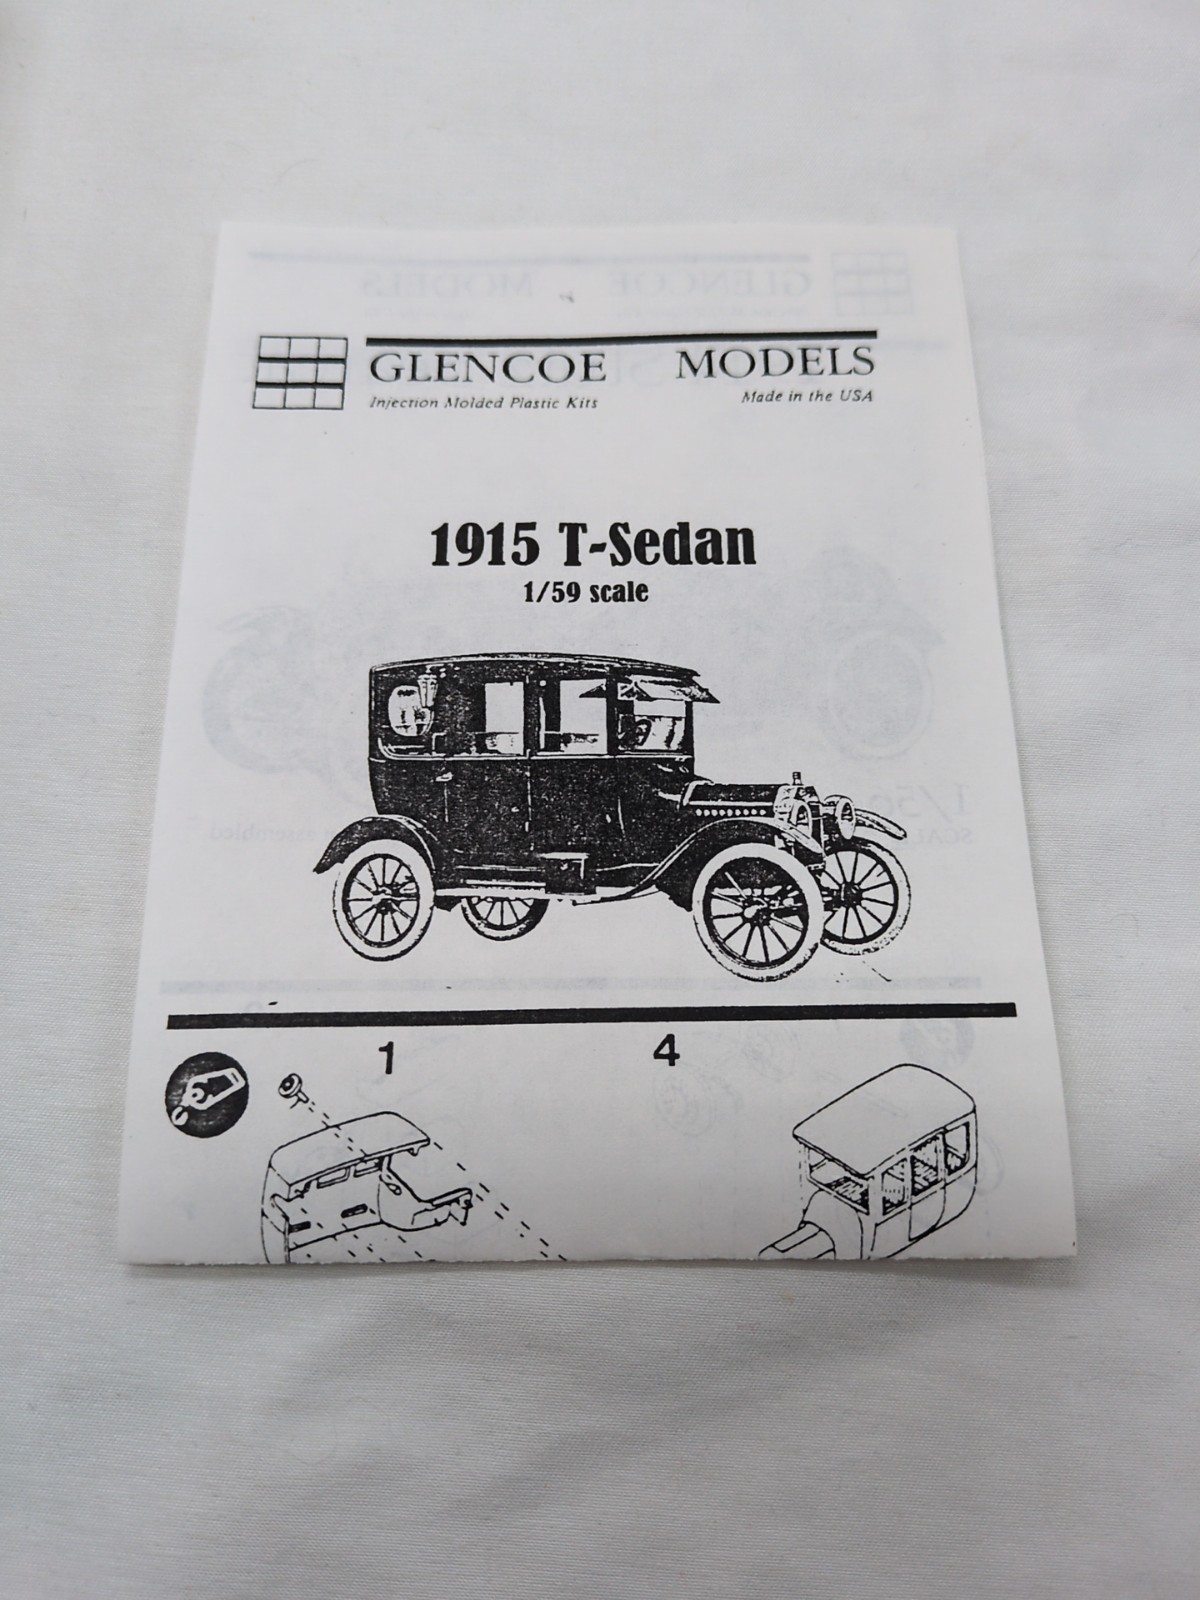 GLENCOE MODELS
Injection Molded Plastic Kits Made in the USA
1915 T-Sedan
1/59 scale
1 4